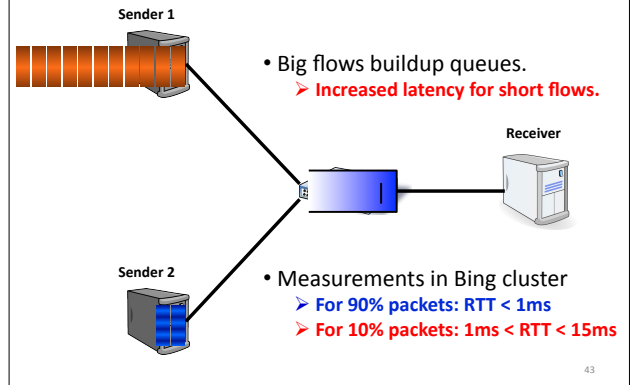 Sender 1
• Big flows buildup queues.
➢ Increased latency for short flows.
Receiver
Sender 2
• Measurements in Bing cluster
➢ For 90% packets: RTT < 1ms
➢ For 10% packets: 1ms < RTT < 15ms
43